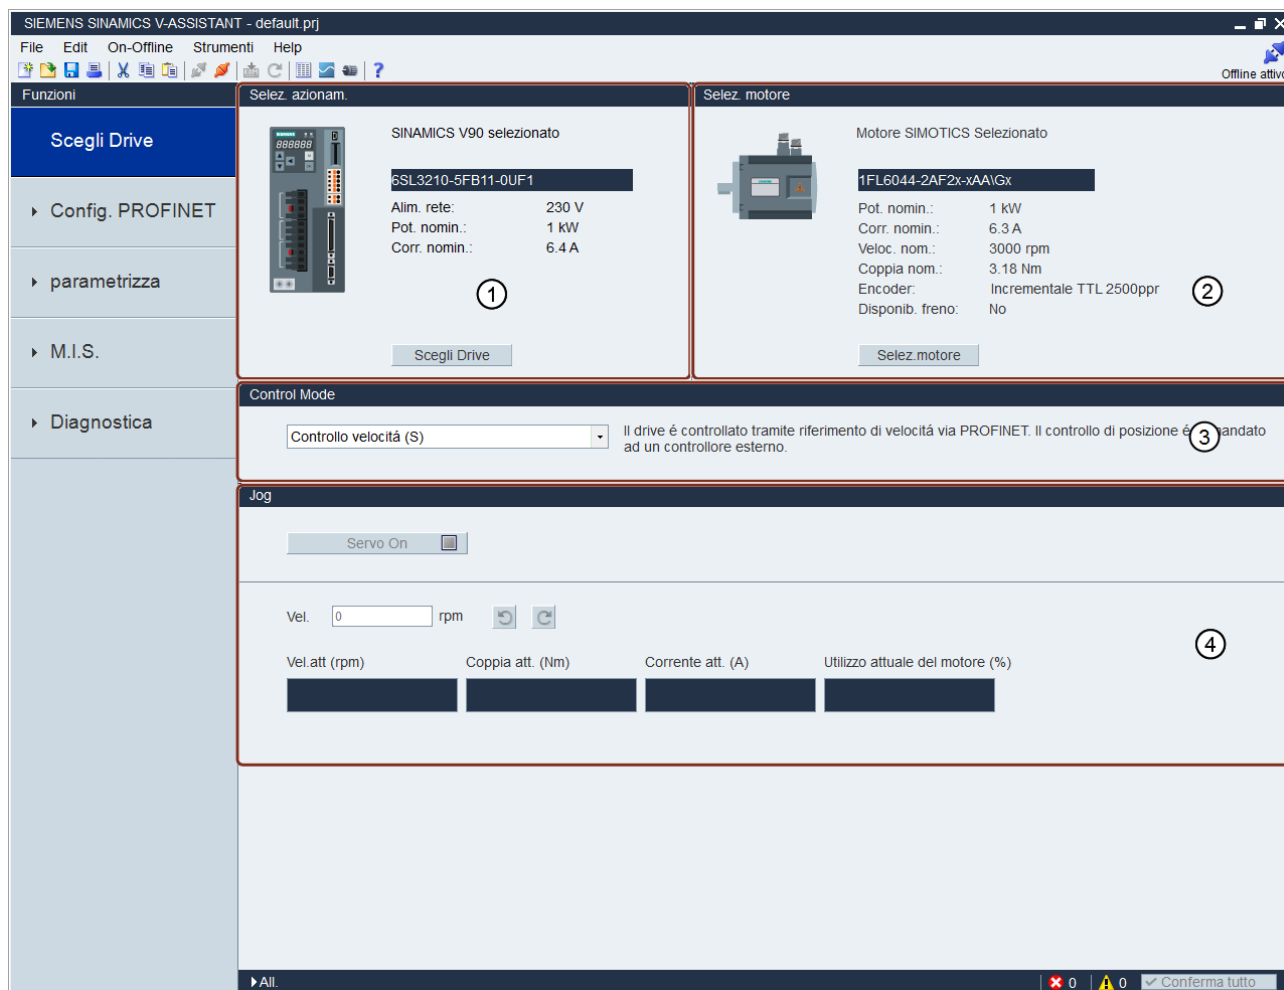 SIEMENS SINAMICS V-ASSISTANT - default.prj
File Edit On-Offline Strumenti Help
Offline attivo
Funzioni
Scegli Drive
Config. PROFINET
parametrizza
M.I.S.
Diagnostica
Selez. azionam.
SINAMICS V90 selezionato
6SL3210-5FB11-0UF1
Alim. rete: 230 V
Pot. nomin.: 1 kW
Corr. nomin.: 6.4 A
1
Scegli Drive
Selez. motore
Motore SIMOTICS Selezionato
1FL6044-2AF2x-xAA\Gx
Pot. nomin.: 1 kW
Corr. nomin.: 6.3 A
Veloc. nom.: 3000 rpm
Coppia nom.: 3.18 Nm
Encoder: Incrementale TTL 2500ppr
Disponib. freno: No
2
Selez.motore
Control Mode
Controllo velocitá (S)
Il drive é controllato tramite riferimento di velocitá via PROFINET. Il controllo di posizione é
ad un controllore esterno.
3
Jog
Servo On
Vel. 0 rpm
4
Vel.att (rpm) Coppia att. (Nm) Corrente att. (A) Utilizzo attuale del motore (%)
All.
0 0 Conferma tutto